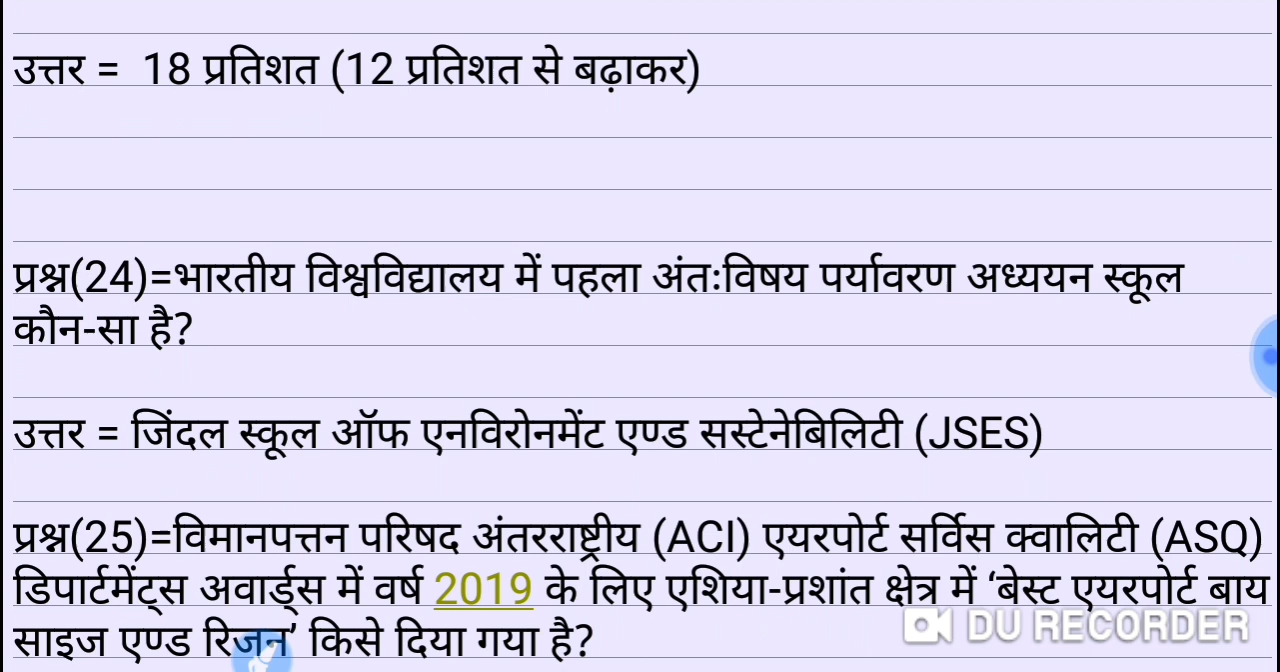 उत्तर = 18 प्रतिशत (12 प्रतिशत से बढ़ाकर)
प्रश्न(24)=भारतीय विश्वविद्यालय में पहला अंतःविषय पर्यावरण अध्ययन स्कूल
कौन-सा है?
उत्तर = जिंदल स्कूल ऑफ एनविरोनमेंट एण्ड सस्टेनेबिलिटी (JSES)
प्रश्न(25)=विमानपत्तन परिषद अंतरराष्ट्रीय (ACI) एयरपोर्ट सर्विस क्वालिटी (ASQ)
डिपार्टमेंट्स अवार्ड्स में वर्ष 2019 के लिए एशिया-प्रशांत क्षेत्र में ‘बेस्ट एयरपोर्ट बाय
साइज एण्ड रिजन’ किसे दिया गया है?
DU RECORDER